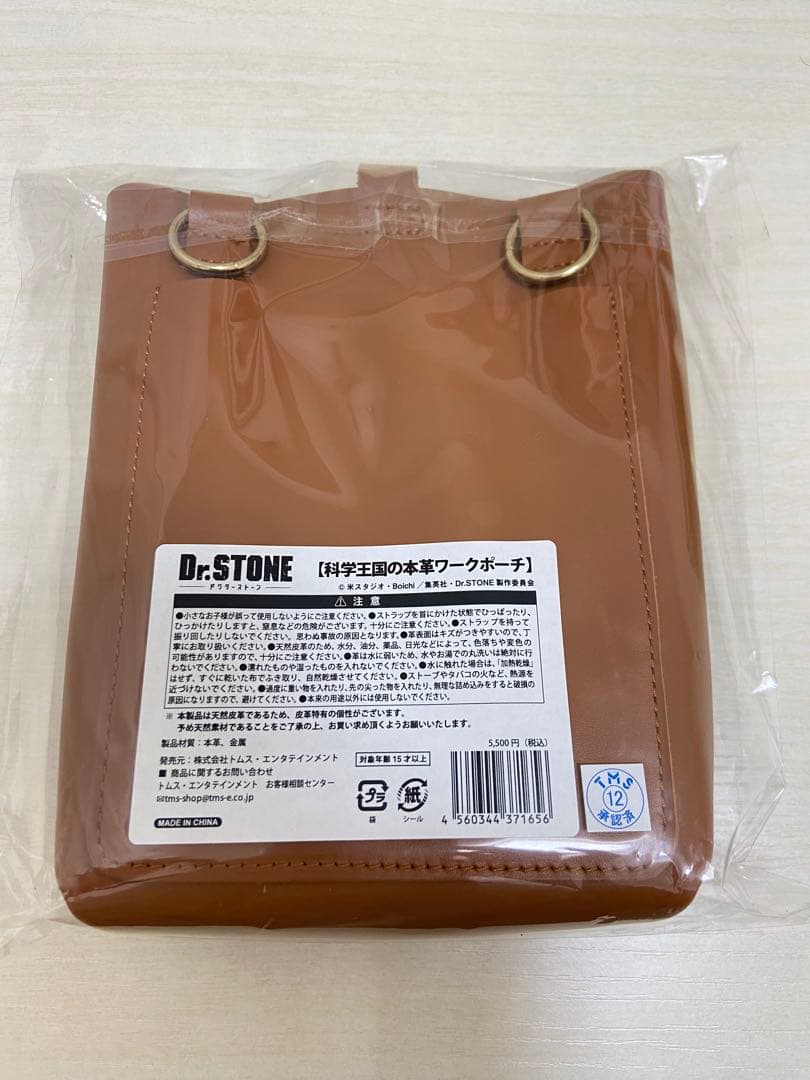 Dr.STONE
ドクターストーン
【科学王国の本革ワークポーチ】
© 米スタジオ・Boichi／集英社・Dr.STONE 製作委員会
⚠ 注 意
●小さなお子様が誤って使用しないようにご注意ください。●ストラップを首にかけた状態でひっぱったり、
ひっかけたりしますと、窒息などの危険がございます。十分にご注意ください。●ストラップを持って
振り回したりしないでください。思わぬ事故の原因となります。●革表面はキズがつきやすいので、丁
寧にお取り扱いください。●天然皮革のため、水分、油分、薬品、日光などによって、色落ちや変色の
可能性がありますので、十分にご注意ください。●革は水に弱いため、水やお湯での丸洗いは絶対に行
わないでください。●濡れたものや湿ったものを入れないでください。●水に触れた場合は、「加熱乾燥」
はせず、すぐに乾いた布でふき取り、自然乾燥させてください。●ストーブやタバコの火など、熱源を
近づけないでください。●過度に重い物を入れたり、先の尖った物を入れたり、無理な詰め込みをすると破損の
原因になりますので、避けてください。●本来の用途以外には使用しないでください。
※ 本製品は天然皮革であるため、皮革特有の個性がございます。
予め天然素材であることをご了承の上、お買い求め頂くようお願いいたします。
製品材質：本革、金属
5,500円（税込）
発売元：株式会社トムス・エンタテインメント
対象年齢 15才以上
■ 商品に関するお問い合わせ
トムス・エンタテインメント お客様相談センター
✉tms-shop@tms-e.co.jp
プラ
袋
紙
シール
MADE IN CHINA
4 560344 371656
TMS
12
承認済